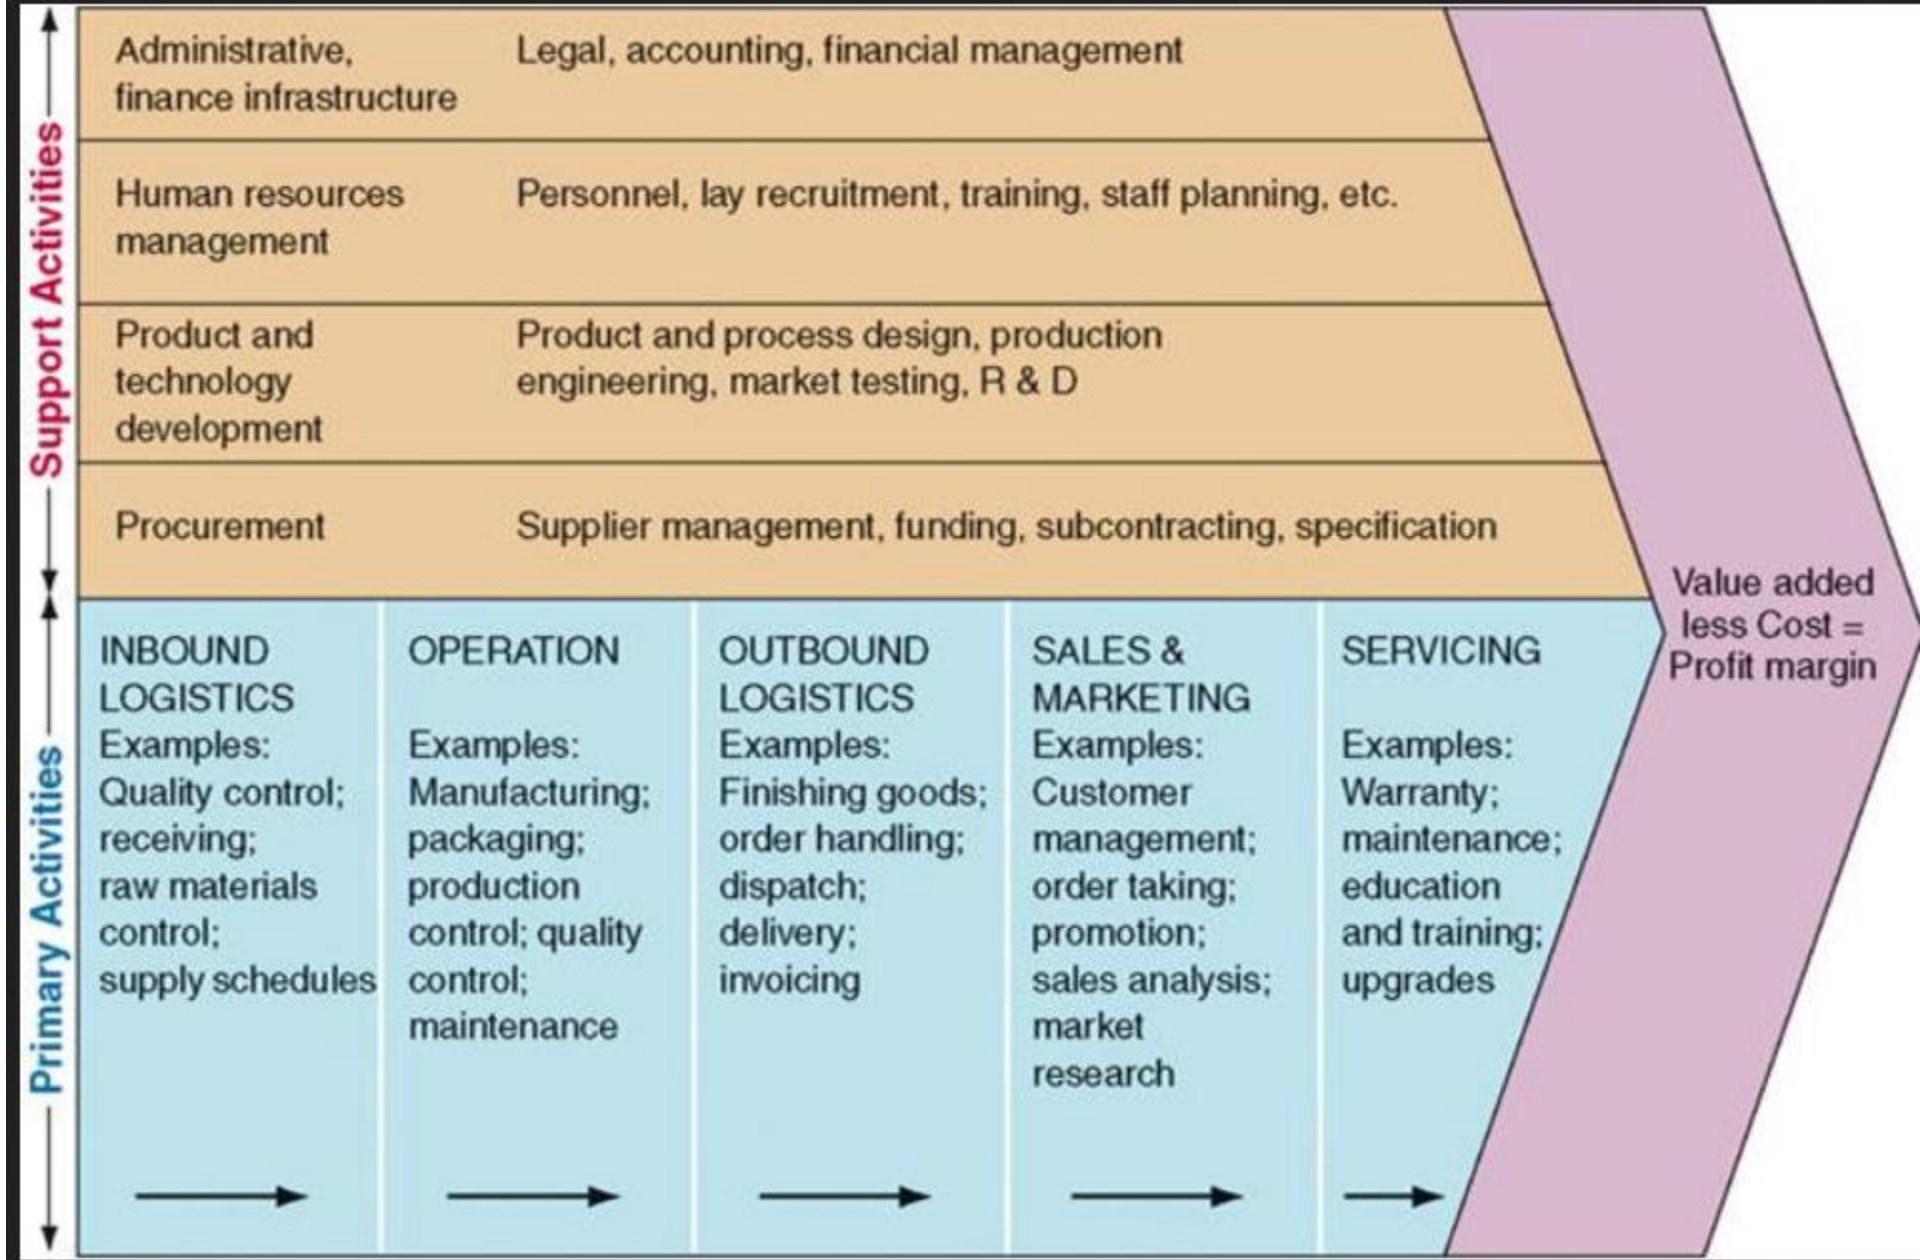 Support Activities
Administrative,
finance infrastructure
Legal, accounting, financial management
Human resources
management
Personnel, lay recruitment, training, staff planning, etc.
Product and
technology
development
Product and process design, production
engineering, market testing, R & D
Procurement
Supplier management, funding, subcontracting, specification
Primary Activities
INBOUND
LOGISTICS
Examples:
Quality control;
receiving;
raw materials
control;
supply schedules
OPERATION
Examples:
Manufacturing;
packaging;
production
control; quality
control;
maintenance
OUTBOUND
LOGISTICS
Examples:
Finishing goods;
order handling;
dispatch;
delivery;
invoicing
SALES &
MARKETING
Examples:
Customer
management;
order taking;
promotion;
sales analysis;
market
research
SERVICING
Examples:
Warranty;
maintenance;
education
and training;
upgrades
Value added
less Cost =
Profit margin